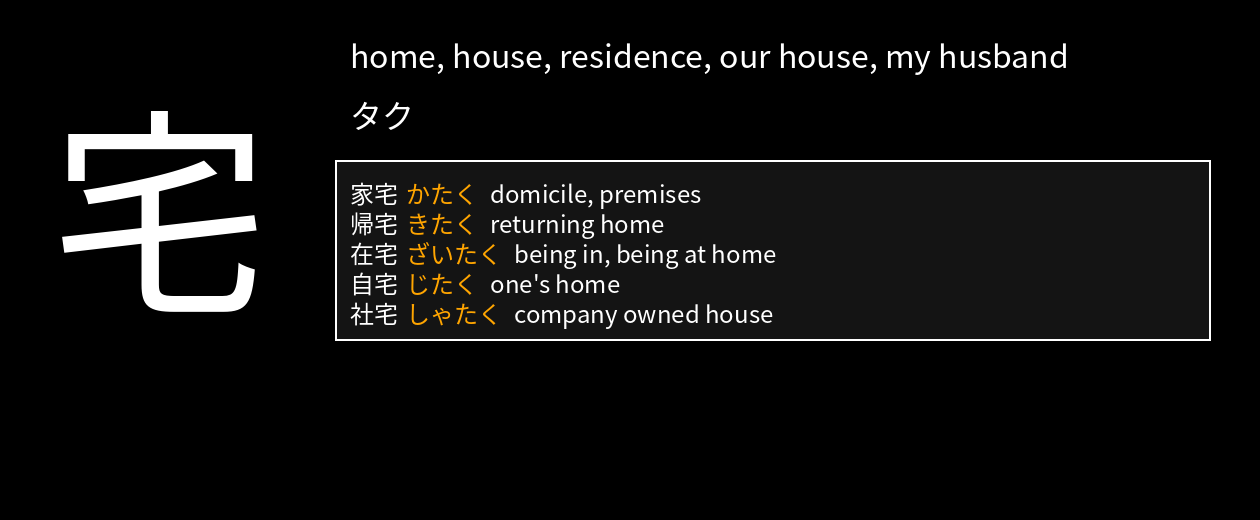 宅
home, house, residence, our house, my husband
タク
家宅 かたく domicile, premises
帰宅 きたく returning home
在宅 ざいたく being in, being at home
自宅 じたく one's home
社宅 しゃたく company owned house